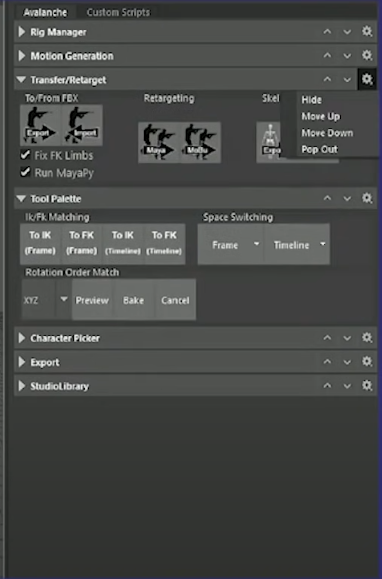 Avalanche Custom Scripts
Rig Manager
Motion Generation
Transfer/Retarget
To/From FBX Retargeting Skel
Hide
Move Up
Move Down
Pop Out
Export Import Maya MoBu Expo
Fix FK Limbs
Run MayaPy
Tool Palette
Ik/Fk Matching Space Switching
To IK To FK To IK To FK
(Frame) (Frame) (Timeline) (Timeline)
Frame Timeline
Rotation Order Match
XYZ Preview Bake Cancel
Character Picker
Export
StudioLibrary